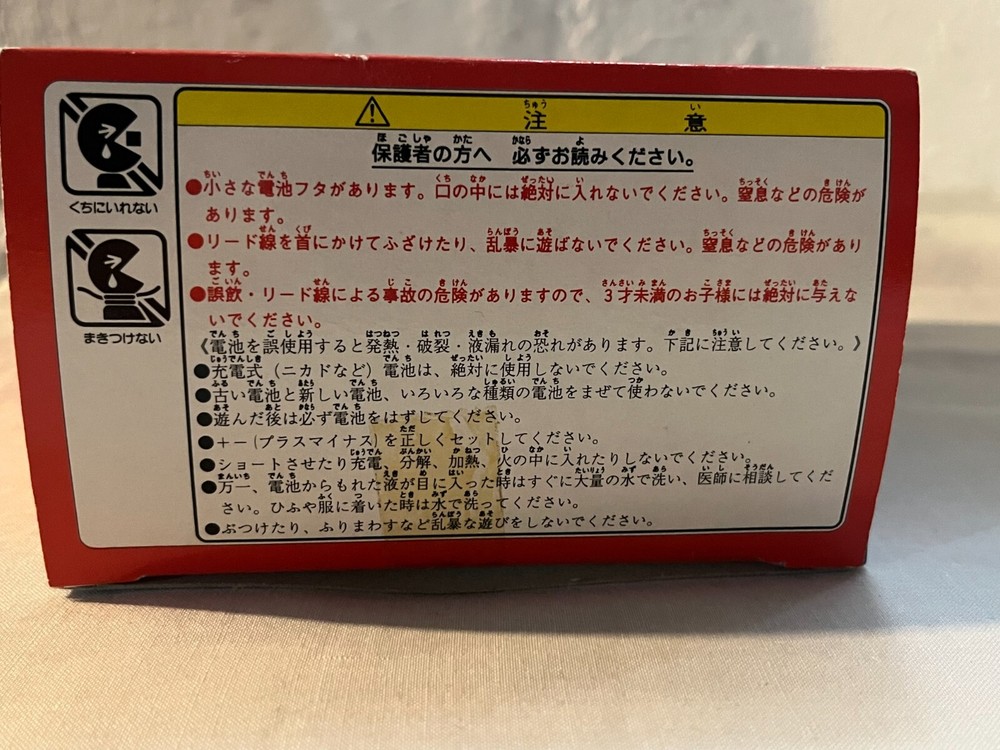 くちにいれない
まきつけない
注意
保護者の方へ 必ずお読みください。
●小さな電池フタがあります。口の中には絶対に入れないでください。窒息などの危険が
あります。
●リード線を首にかけてふざけたり、乱暴に遊ばないでください。窒息などの危険があり
ます。
●誤飲・リード線による事故の危険がありますので、3才未満のお子様には絶対に与えな
いでください。
《電池を誤使用すると発熱・破裂・液漏れの恐れがあります。下記に注意してください。》
●充電式（ニカドなど）電池は、絶対に使用しないでください。
●古い電池と新しい電池、いろいろな種類の電池をまぜて使わないでください。
●遊んだ後は必ず電池をはずしてください。
●+−(プラスマイナス)を正しくセットしてください。
●ショートさせたり充電、分解、加熱、火の中に入れたりしないでください。
●万一、電池からもれた液が目に入った時はすぐに大量の水で洗い、医師に相談してくだ
さい。ひふや服に着いた時は水で洗ってください。
●ぶつけたり、ふりまわすなど乱暴な遊びをしないでください。